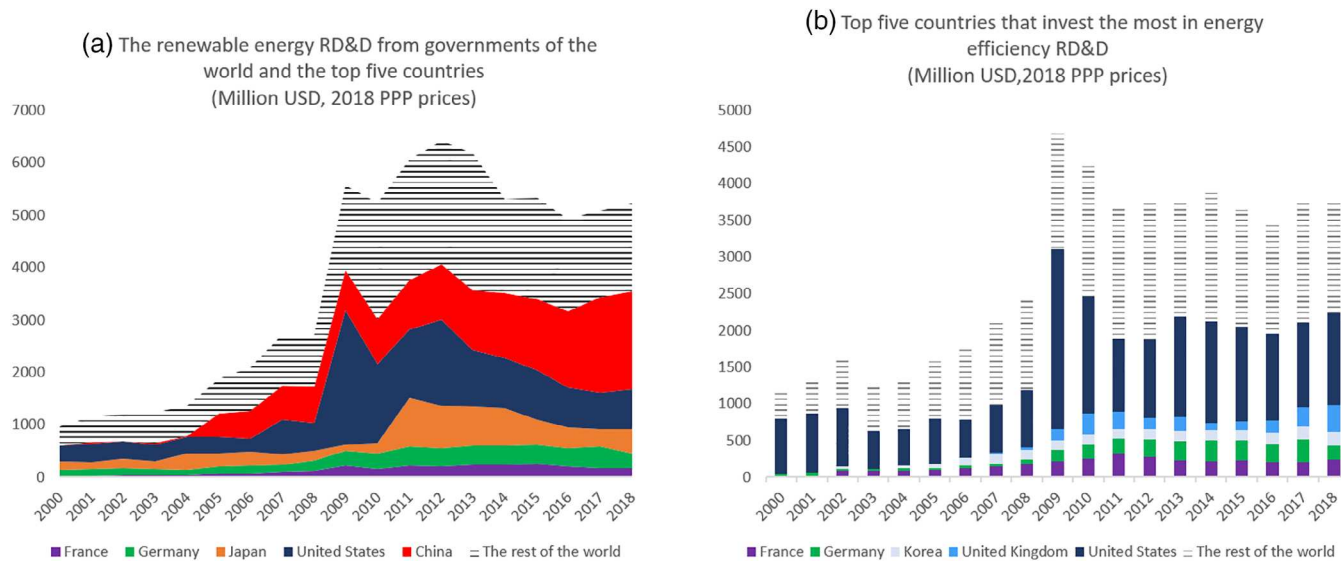 (a) The renewable energy RD&D from governments of the
world and the top five countries
(Million USD, 2018 PPP prices)
7000
6000
5000
4000
3000
2000
1000
0
2000 2001 2002 2003 2004 2005 2006 2007 2008 2009 2010 2011 2012 2013 2014 2015 2016 2017 2018
France Germany Japan United States China The rest of the world
(b) Top five countries that invest the most in energy
efficiency RD&D
(Million USD,2018 PPP prices)
5000
4500
4000
3500
3000
2500
2000
1500
1000
500
0
2000 2001 2002 2003 2004 2005 2006 2007 2008 2009 2010 2011 2012 2013 2014 2015 2016 2017 2018
France Germany Korea United Kingdom United States The rest of the world